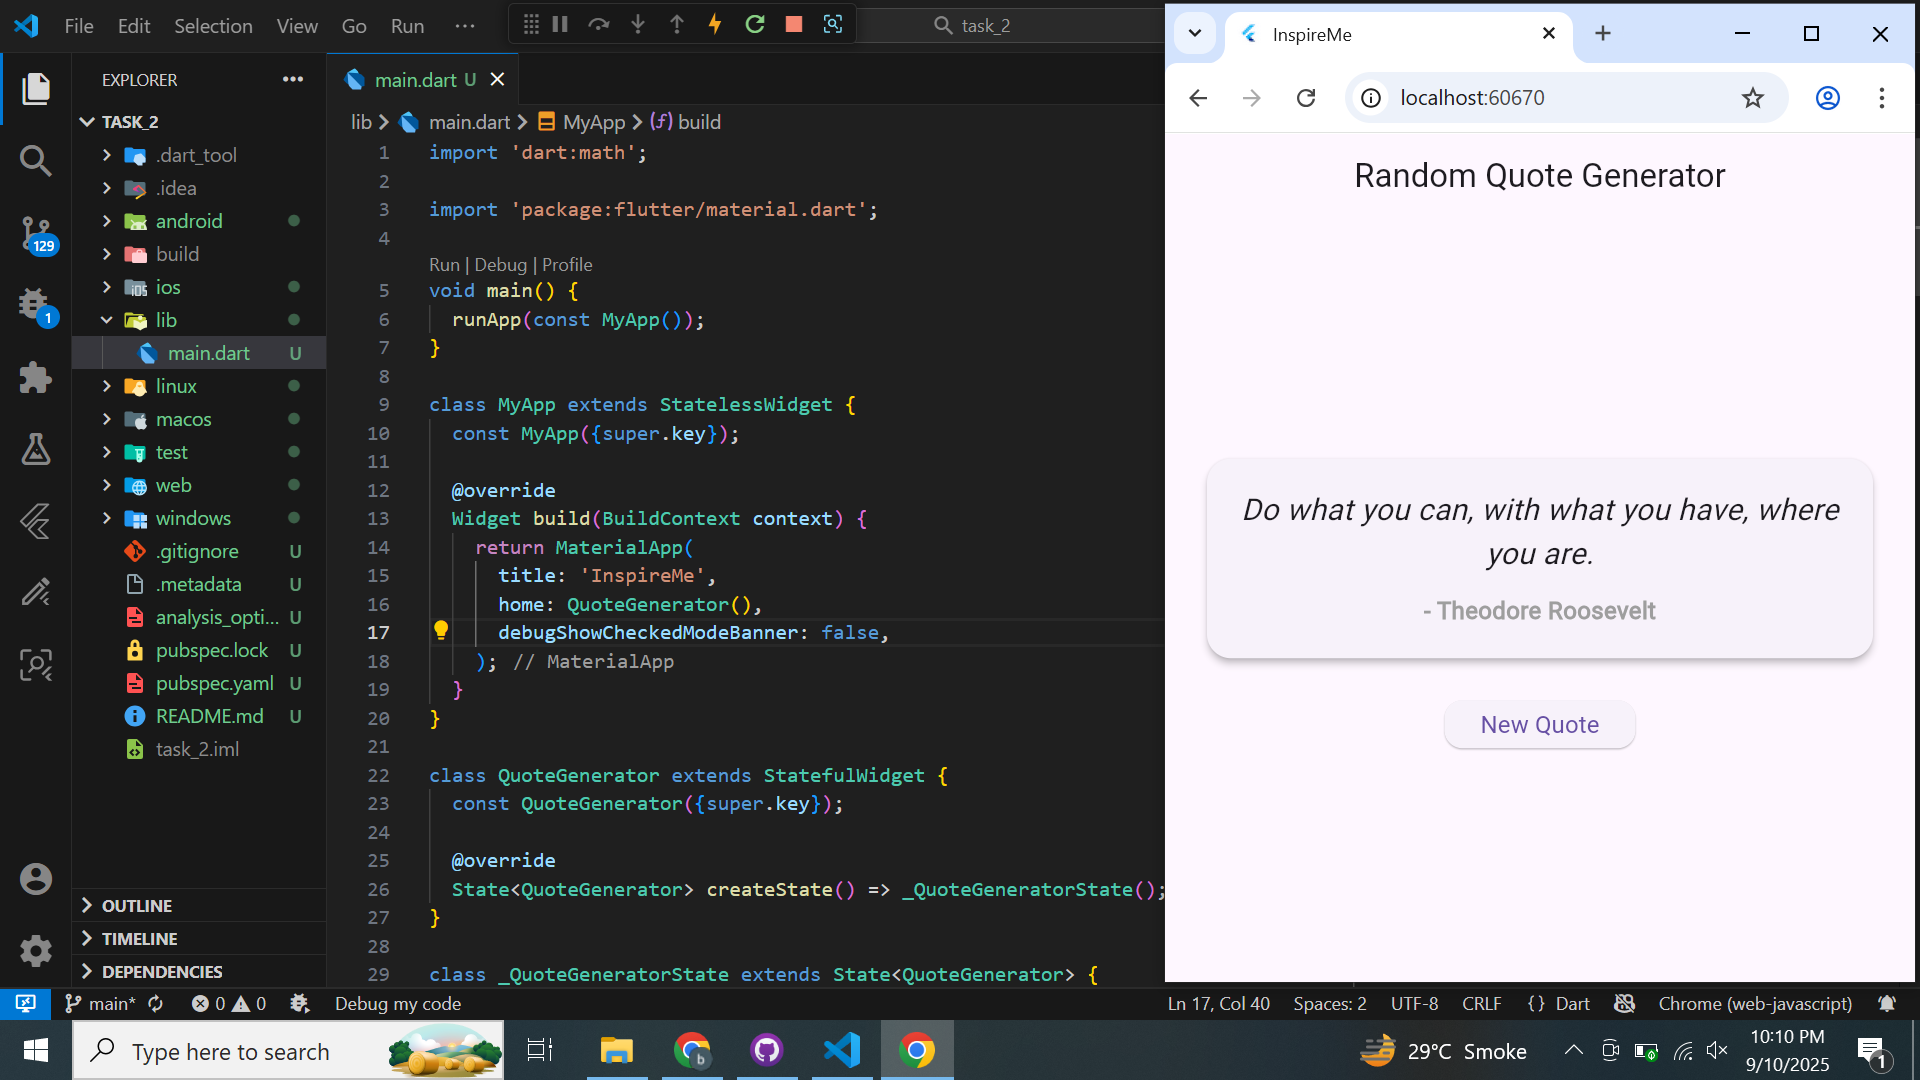 File Edit Selection View Go Run ···
task_2
EXPLORER
TASK_2
.dart_tool
.idea
android
build
ios
lib
main.dart U
linux
macos
test
web
windows
.gitignore U
.metadata U
analysis_opti... U
pubspec.lock U
pubspec.yaml U
README.md U
task_2.iml
OUTLINE
TIMELINE
DEPENDENCIES
129
1
main.dart U
lib > main.dart > MyApp > build
1 import 'dart:math';
2
3 import 'package:flutter/material.dart';
4
Run | Debug | Profile
5 void main() {
6 runApp(const MyApp());
7 }
8
9 class MyApp extends StatelessWidget {
10 const MyApp({super.key});
11
12 @override
13 Widget build(BuildContext context) {
14 return MaterialApp(
15 title: 'InspireMe',
16 home: QuoteGenerator(),
17 debugShowCheckedModeBanner: false,
18 ); // MaterialApp
19 }
20 }
21
22 class QuoteGenerator extends StatefulWidget {
23 const QuoteGenerator({super.key});
24
25 @override
26 State<QuoteGenerator> createState() => _QuoteGeneratorState();
27 }
28
29 class _QuoteGeneratorState extends State<QuoteGenerator> {
InspireMe
localhost:60670
Random Quote Generator
Do what you can, with what you have, where
you are.
- Theodore Roosevelt
New Quote
main* 0 0 Debug my code
Ln 17, Col 40 Spaces: 2 UTF-8 CRLF {} Dart Chrome (web-javascript)
Type here to search
b
29°C Smoke
10:10 PM
9/10/2025
1